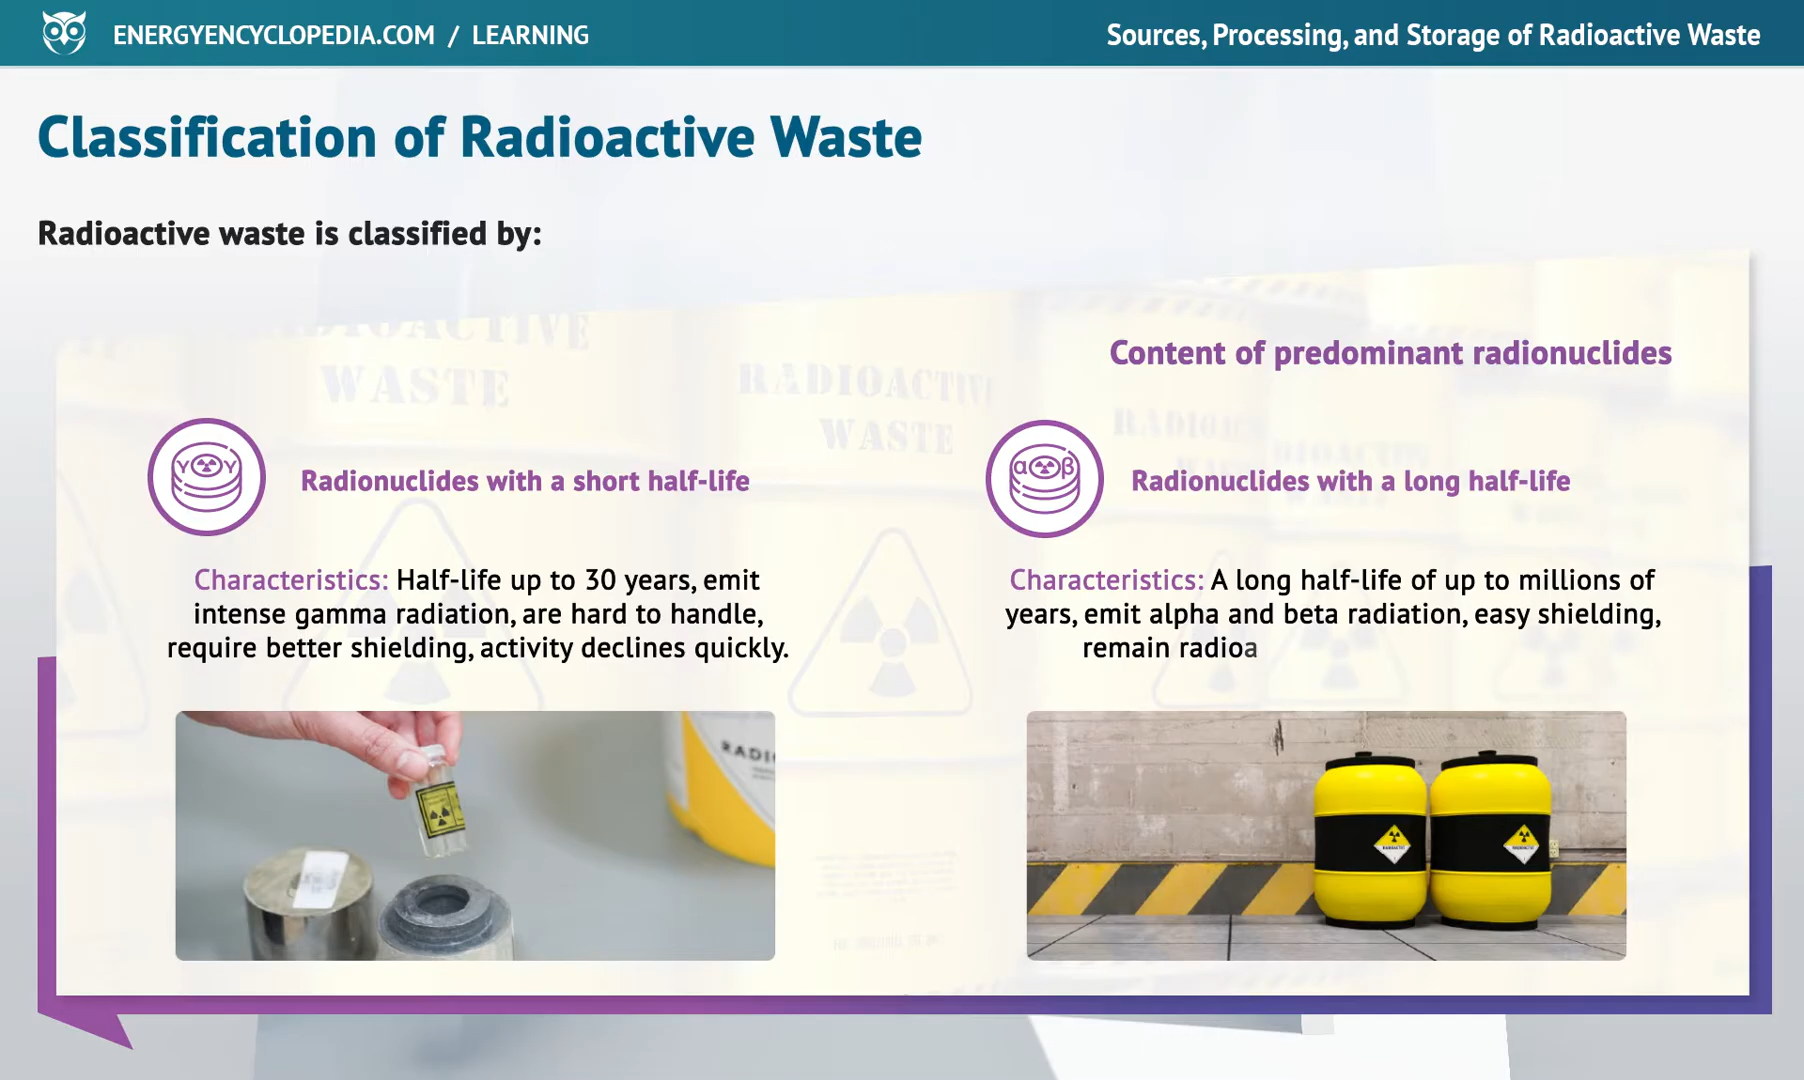 ENERGYENCYCLOPEDIA.COM / LEARNING
Sources, Processing, and Storage of Radioactive Waste
Classification of Radioactive Waste
Radioactive waste is classified by:
Content of predominant radionuclides
RADIOACTIVE
WASTE
RADIOACTIVE
WASTE
γ γ
Radionuclides with a short half-life
Characteristics: Half-life up to 30 years, emit
intense gamma radiation, are hard to handle,
require better shielding, activity declines quickly.
α β
Radionuclides with a long half-life
Characteristics: A long half-life of up to millions of
years, emit alpha and beta radiation, easy shielding,
remain radioa